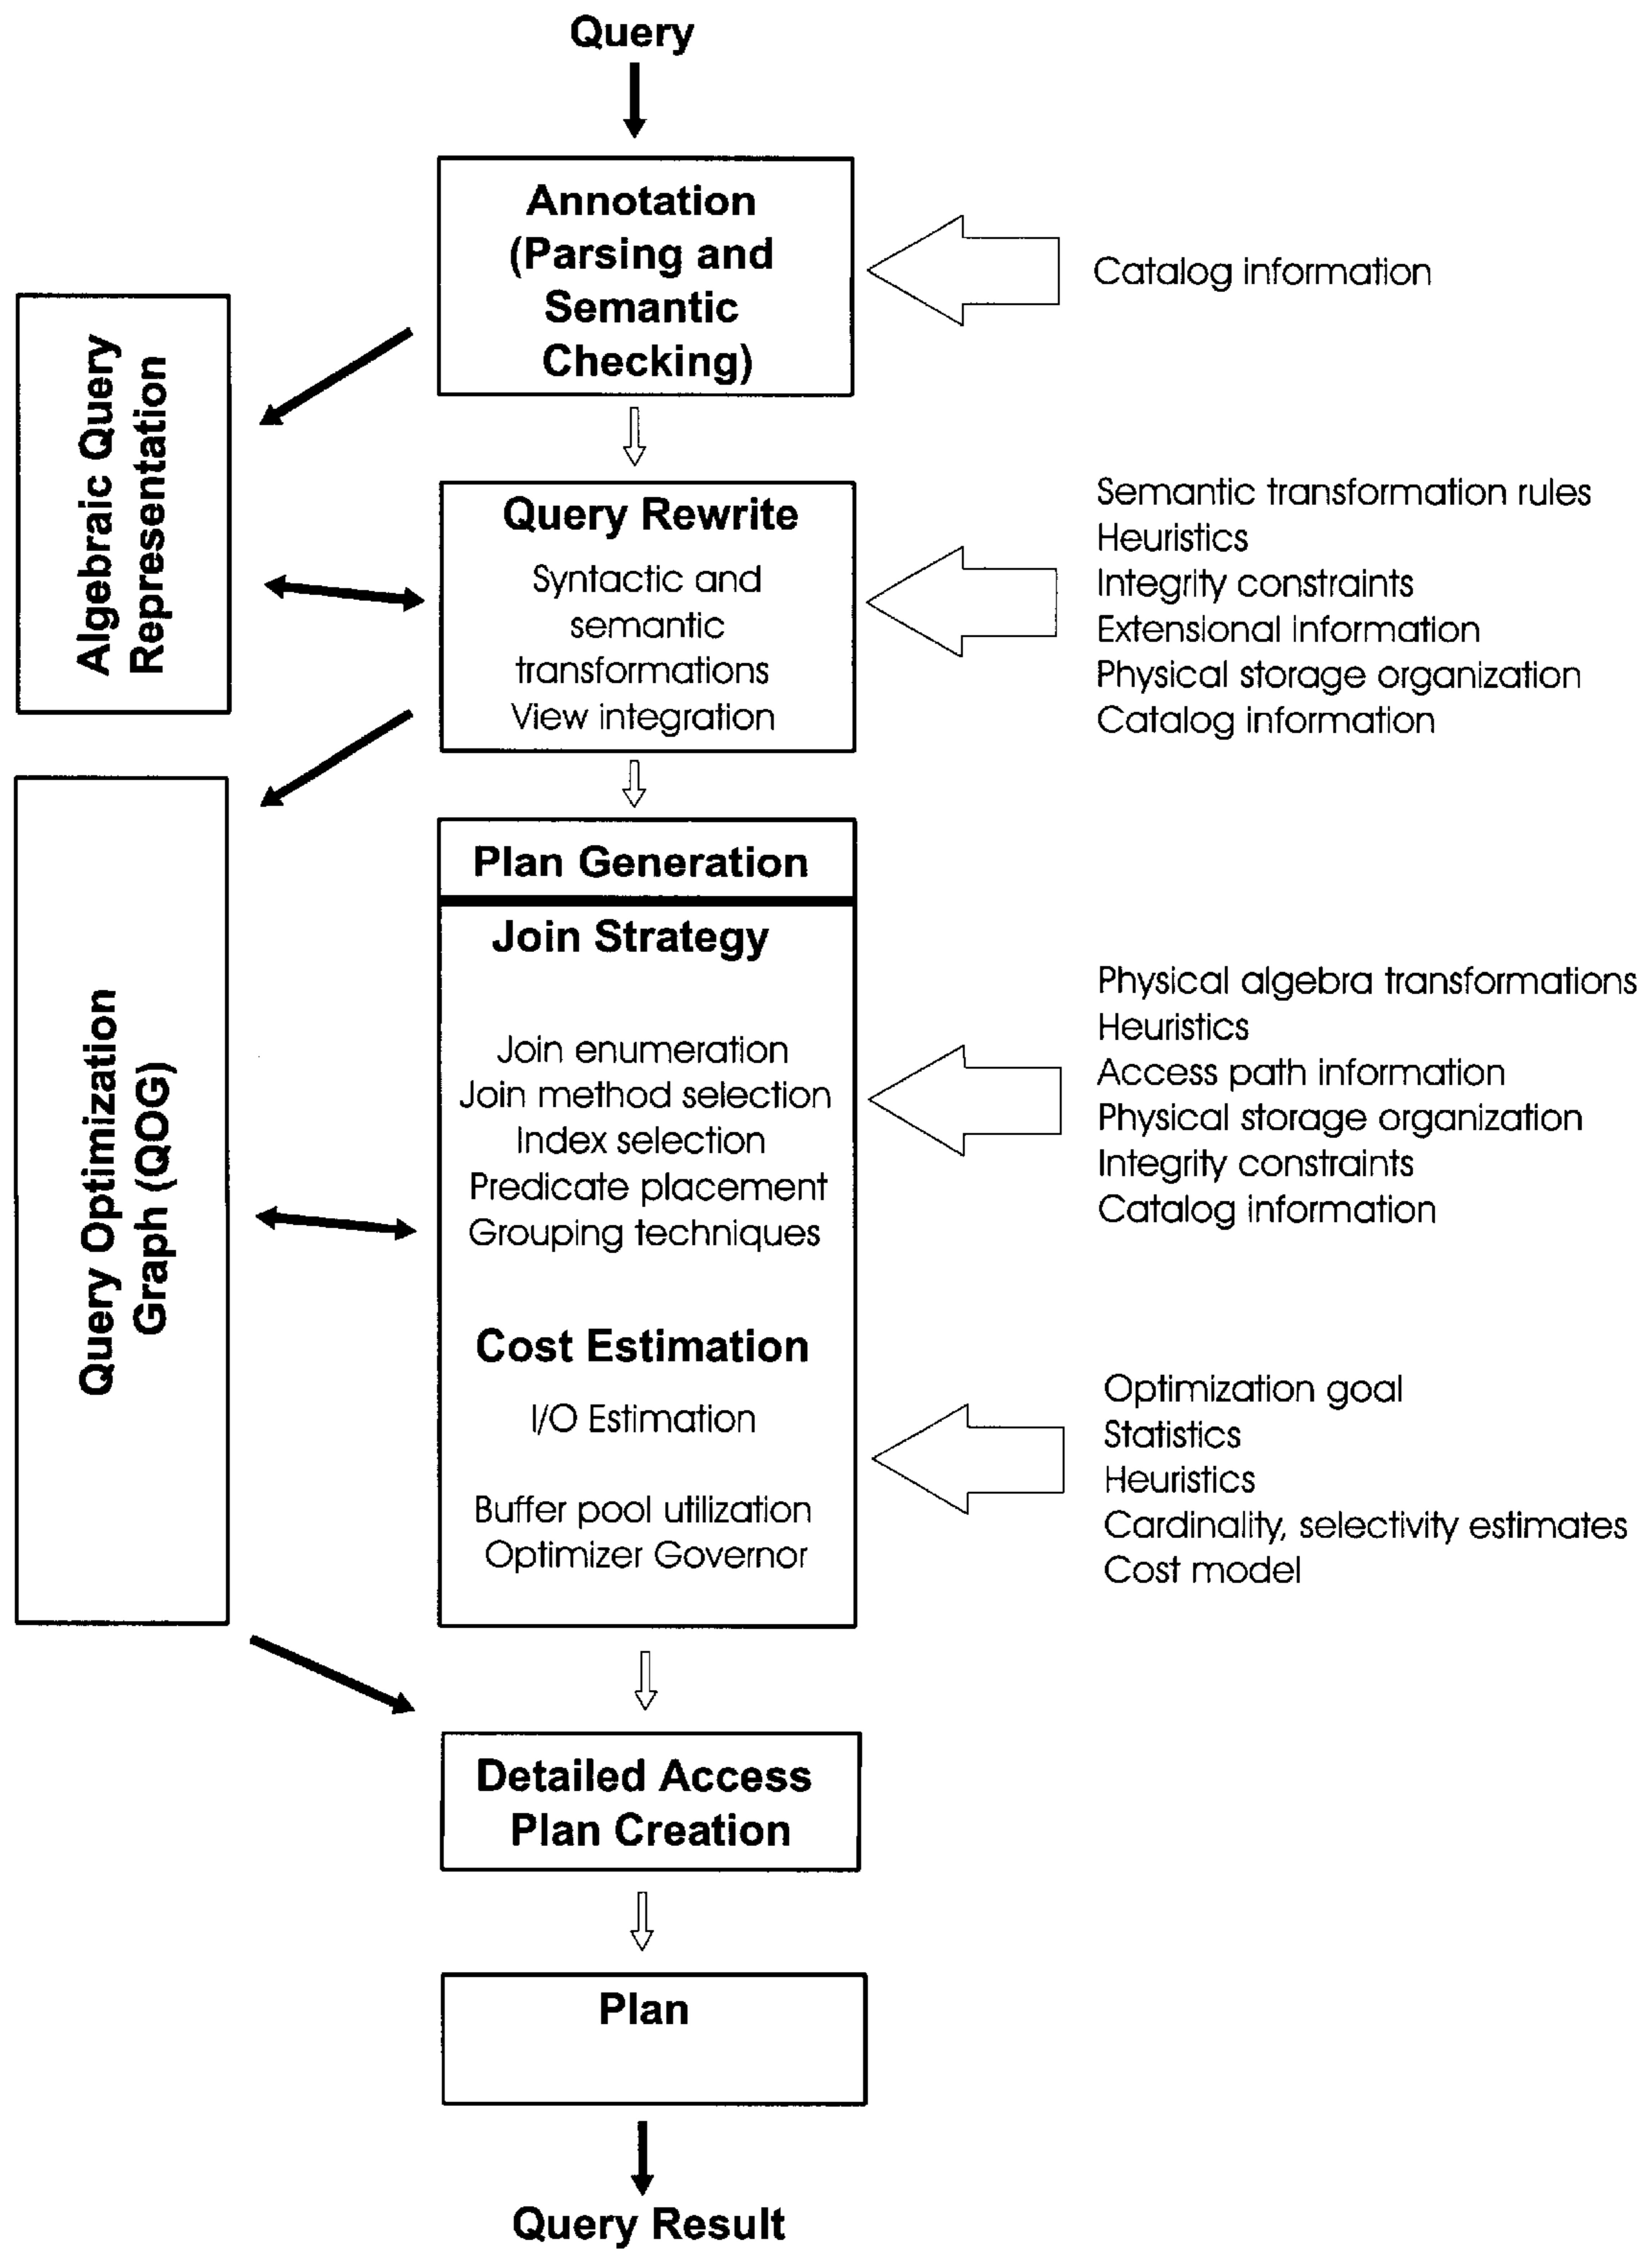 Query
Annotation
(Parsing and
Semantic
Checking)
Catalog information
Algebraic Query
Representation
Query Rewrite
Syntactic and
semantic
transformations
View integration
Semantic transformation rules
Heuristics
Integrity constraints
Extensional information
Physical storage organization
Catalog information
Query Optimization
Graph (QOG)
Plan Generation
Join Strategy
Join enumeration
Join method selection
Index selection
Predicate placement
Grouping techniques
Physical algebra transformations
Heuristics
Access path information
Physical storage organization
Integrity constraints
Catalog information
Cost Estimation
I/O Estimation
Buffer pool utilization
Optimizer Governor
Optimization goal
Statistics
Heuristics
Cardinality, selectivity estimates
Cost model
Detailed Access
Plan Creation
Plan
Query Result